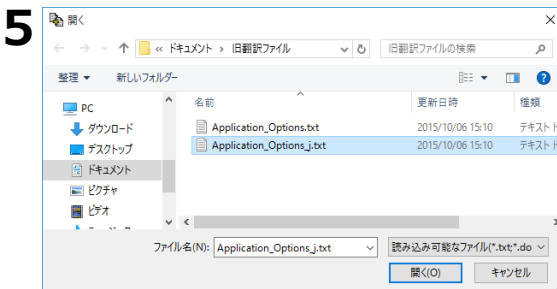 5
開く
« ドキュメント › 旧翻訳ファイル
旧翻訳ファイルの検索
整理 ▼ 新しいフォルダー
PC
ダウンロード
デスクトップ
ドキュメント
ピクチャ
ビデオ
名前 更新日時 種類
Application_Options.txt 2015/10/06 15:10 テキスト
Application_Options_j.txt 2015/10/06 15:10 テキスト
ファイル名(N): Application_Options_j.txt 読み込み可能なファイル(*.txt;*.do
開く(O) キャンセル